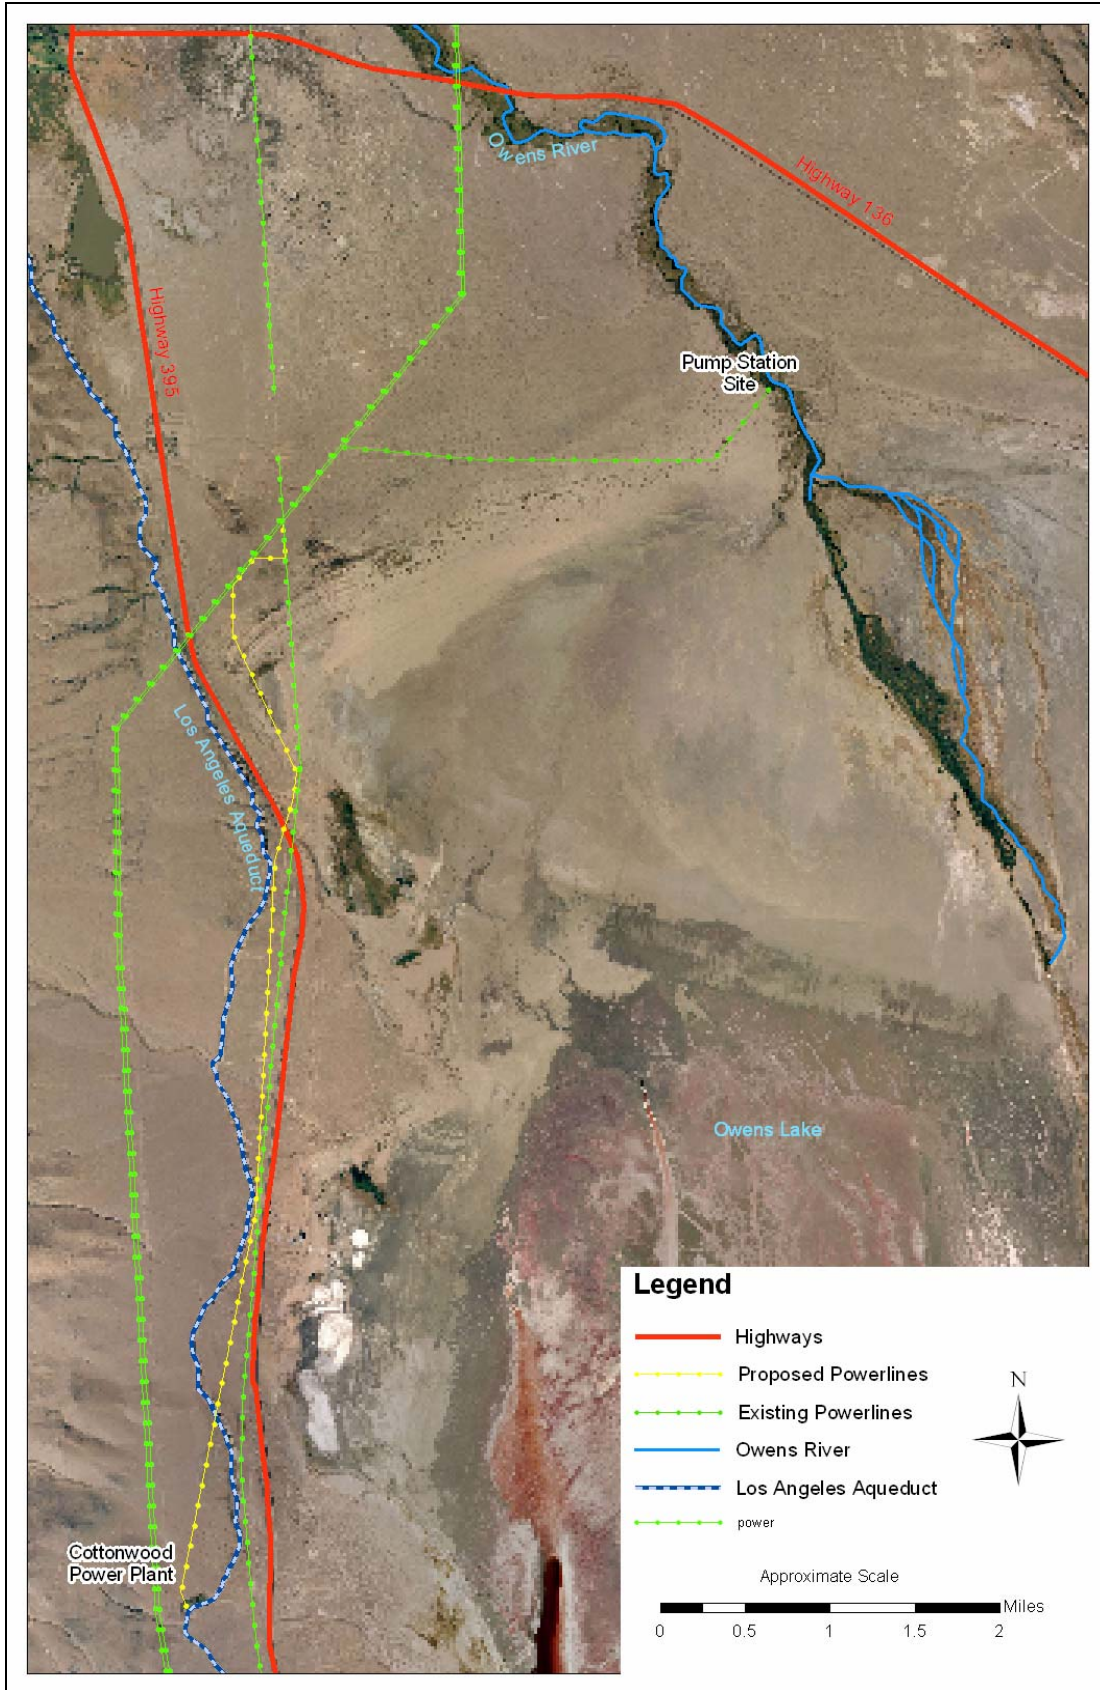 Owens River
Highway 136
Highway 395
Pump Station
Site
Los Angeles Aqueduct
Owens Lake
Cottonwood
Power Plant
Legend
Highways
Proposed Powerlines
Existing Powerlines
Owens River
Los Angeles Aqueduct
power
N
Approximate Scale
Miles
0 0.5 1 1.5 2